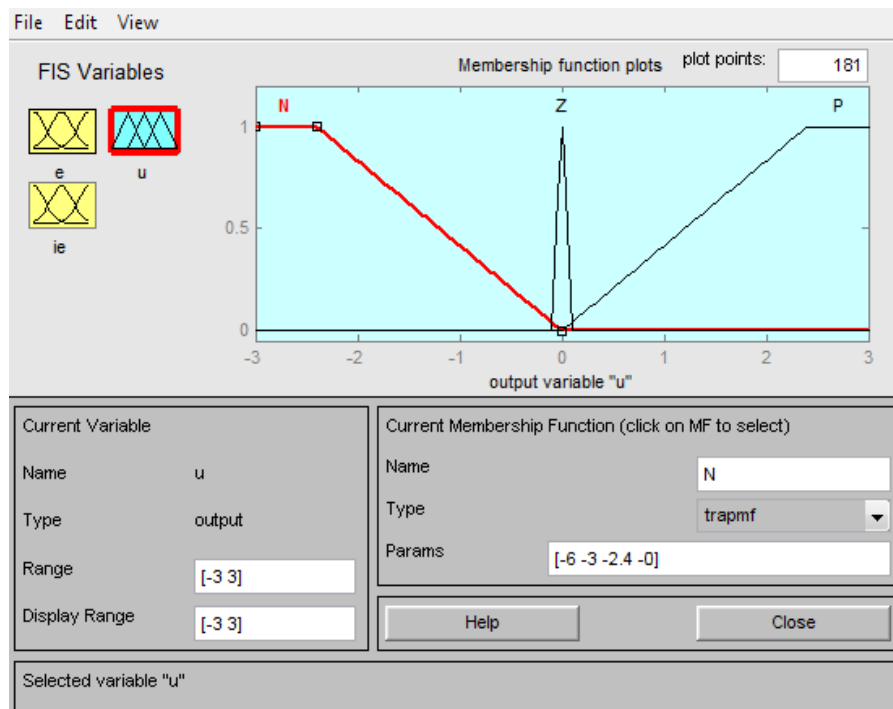 File Edit View
FIS Variables
Membership function plots plot points: 181
N Z P
e u
ie
1
0.5
0
-3 -2 -1 0 1 2 3
output variable "u"
Current Variable
Name u
Type output
Range [-3 3]
Display Range [-3 3]
Current Membership Function (click on MF to select)
Name N
Type trapmf
Params [-6 -3 -2.4 -0]
Help Close
Selected variable "u"